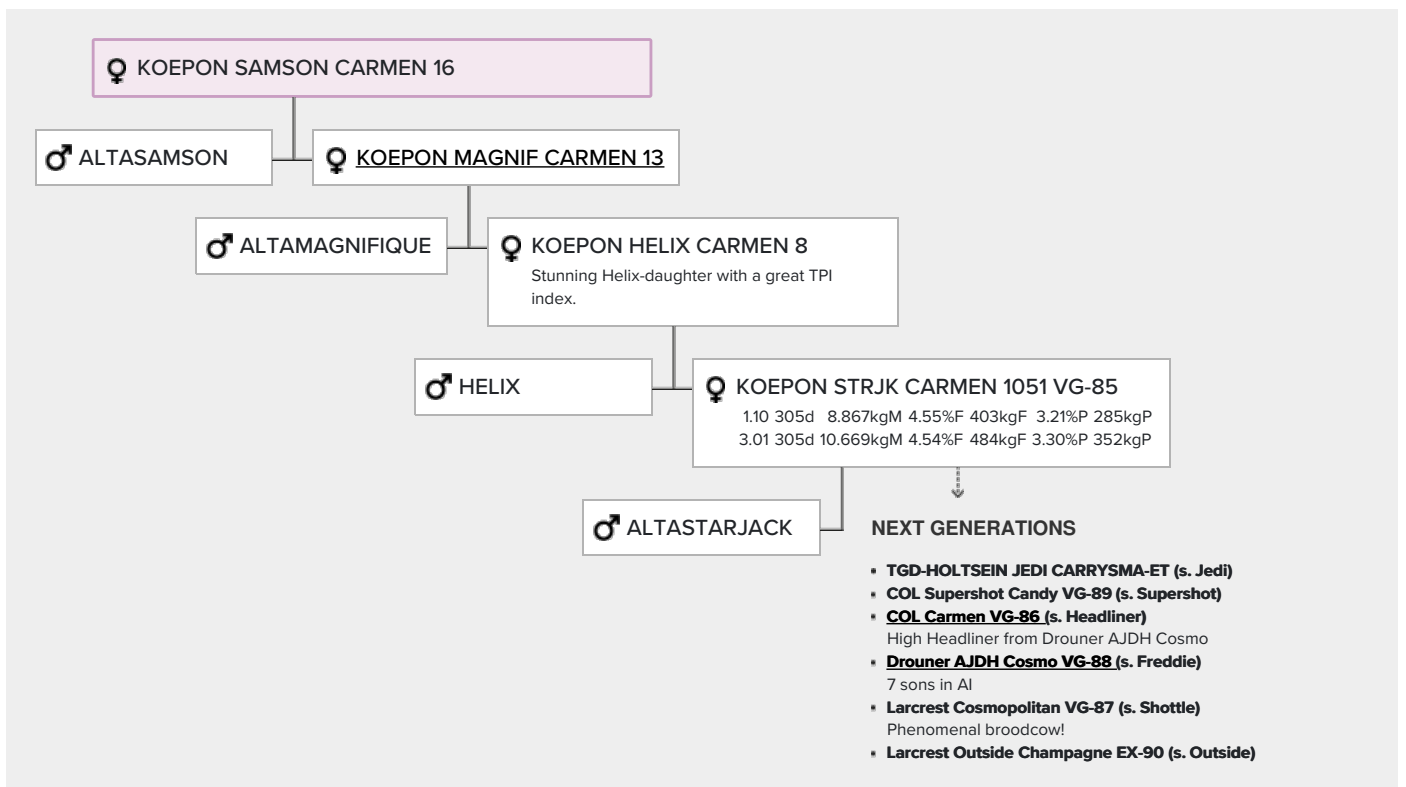 KOEPON SAMSON CARMEN 16
ALTASAMSON
KOEPON MAGNIF CARMEN 13
ALTAMAGNIFIQUE
KOEPON HELIX CARMEN 8
Stunning Helix-daughter with a great TPI
index.
HELIX
KOEPON STRJK CARMEN 1051 VG-85
1.10 305d 8.867kgM 4.55%F 403kgF 3.21%P 285kgP
3.01 305d 10.669kgM 4.54%F 484kgF 3.30%P 352kgP
ALTASTARJACK
NEXT GENERATIONS
TGD-HOLTSEIN JEDI CARRYSMA-ET (s. Jedi)
COL Supershot Candy VG-89 (s. Supershot)
COL Carmen VG-86 (s. Headliner)
High Headliner from Drouner AJDH Cosmo
Drouner AJDH Cosmo VG-88 (s. Freddie)
7 sons in AI
Larcrest Cosmopolitan VG-87 (s. Shottle)
Phenomenal broodcow!
Larcrest Outside Champagne EX-90 (s. Outside)